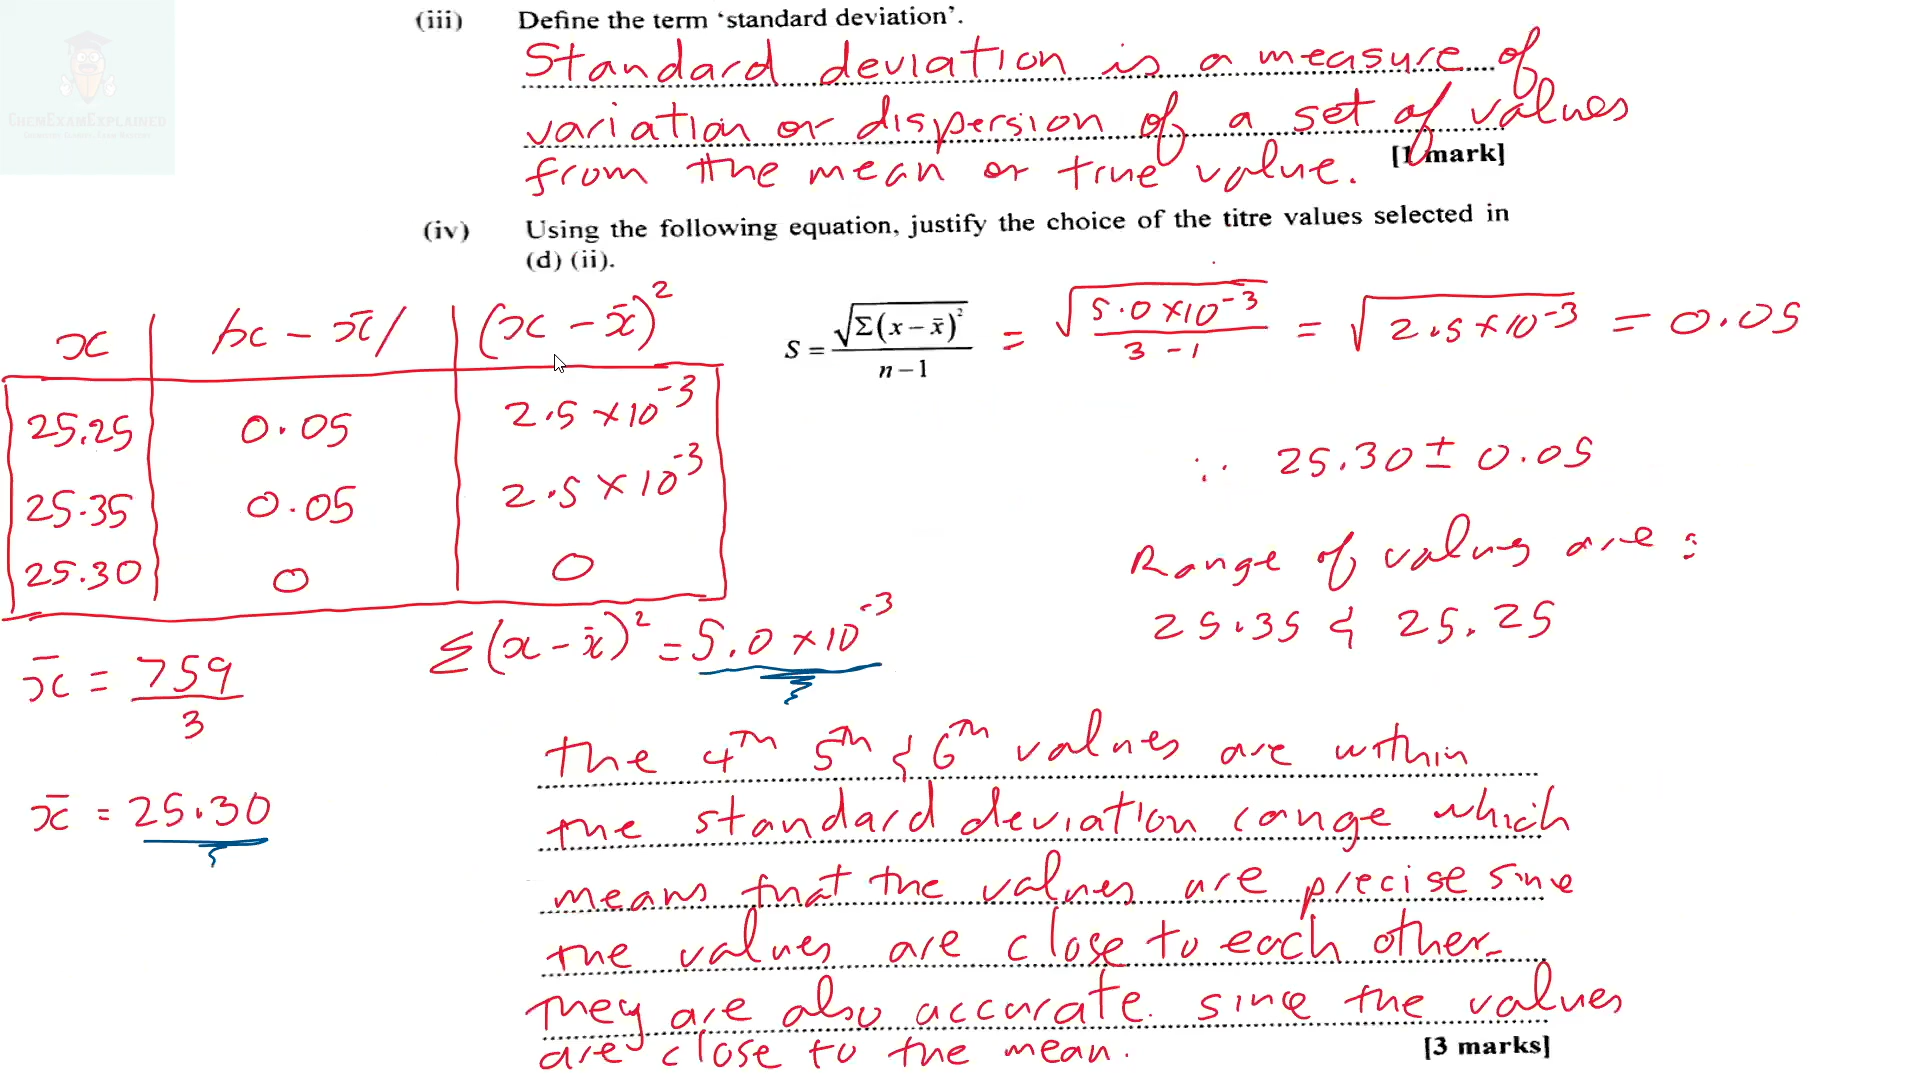 CHEMEXAMEXPLAINED
(iii) Define the term ‘standard deviation’.
Standard deviation is a measure of
variation or dispersion of a set of values
from the mean or true value. [1 mark]
(iv) Using the following equation, justify the choice of the titre values selected in
(d) (ii).
x | |x - x̄| | (x - x̄)²
25.25 | 0.05 | 2.5 × 10⁻³
25.35 | 0.05 | 2.5 × 10⁻³
25.30 | 0 | 0
Σ(x - x̄)² = 5.0 × 10⁻³
x̄ = 759/3
x̄ = 25.30
S = √Σ(x – x̄)² / n – 1 = √(5.0 × 10⁻³ / 3 - 1) = √2.5 × 10⁻³ = 0.05
∵ 25.30 ± 0.05
Range of values are :
25.35 & 25.25
The 4th 5th & 6th values are within
the standard deviation range which
means that the values are precise since
the values are close to each other.
They are also accurate. since the values
are close to the mean. [3 marks]